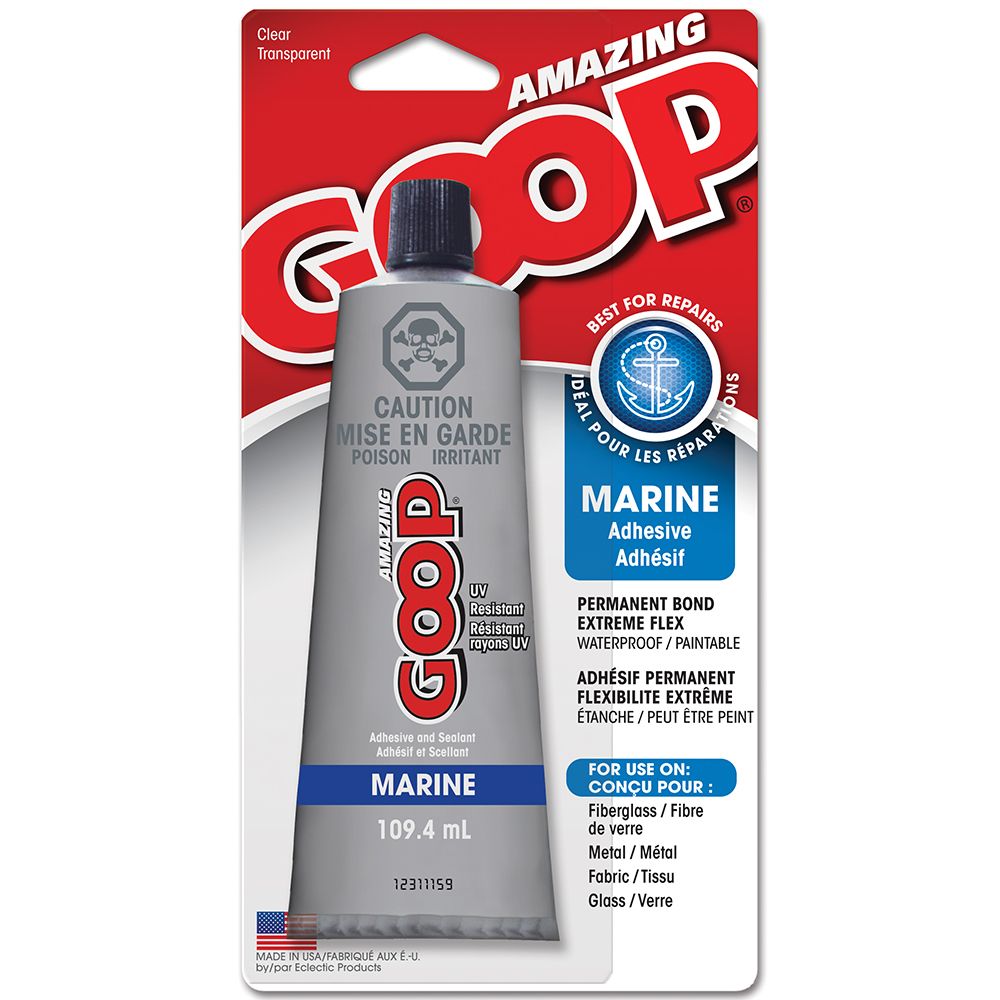 Clear
Transparent
AMAZING
GOOP®
BEST FOR REPAIRS
IDÉAL POUR LES RÉPARATIONS
CAUTION
MISE EN GARDE
POISON IRRITANT
AMAZING
GOOP®
UV
Resistant
Résistant
rayons UV
Adhesive and Sealant
Adhésif et Scellant
MARINE
109.4 mL
12311159
MARINE
Adhesive
Adhésif
PERMANENT BOND
EXTREME FLEX
WATERPROOF / PAINTABLE
ADHÉSIF PERMANENT
FLEXIBILITE EXTRÊME
ÉTANCHE / PEUT ÊTRE PEINT
FOR USE ON:
CONÇU POUR :
Fiberglass / Fibre
de verre
Metal / Métal
Fabric / Tissu
Glass / Verre
MADE IN USA/FABRIQUÉ AUX É.-U.
by/par Eclectic Products